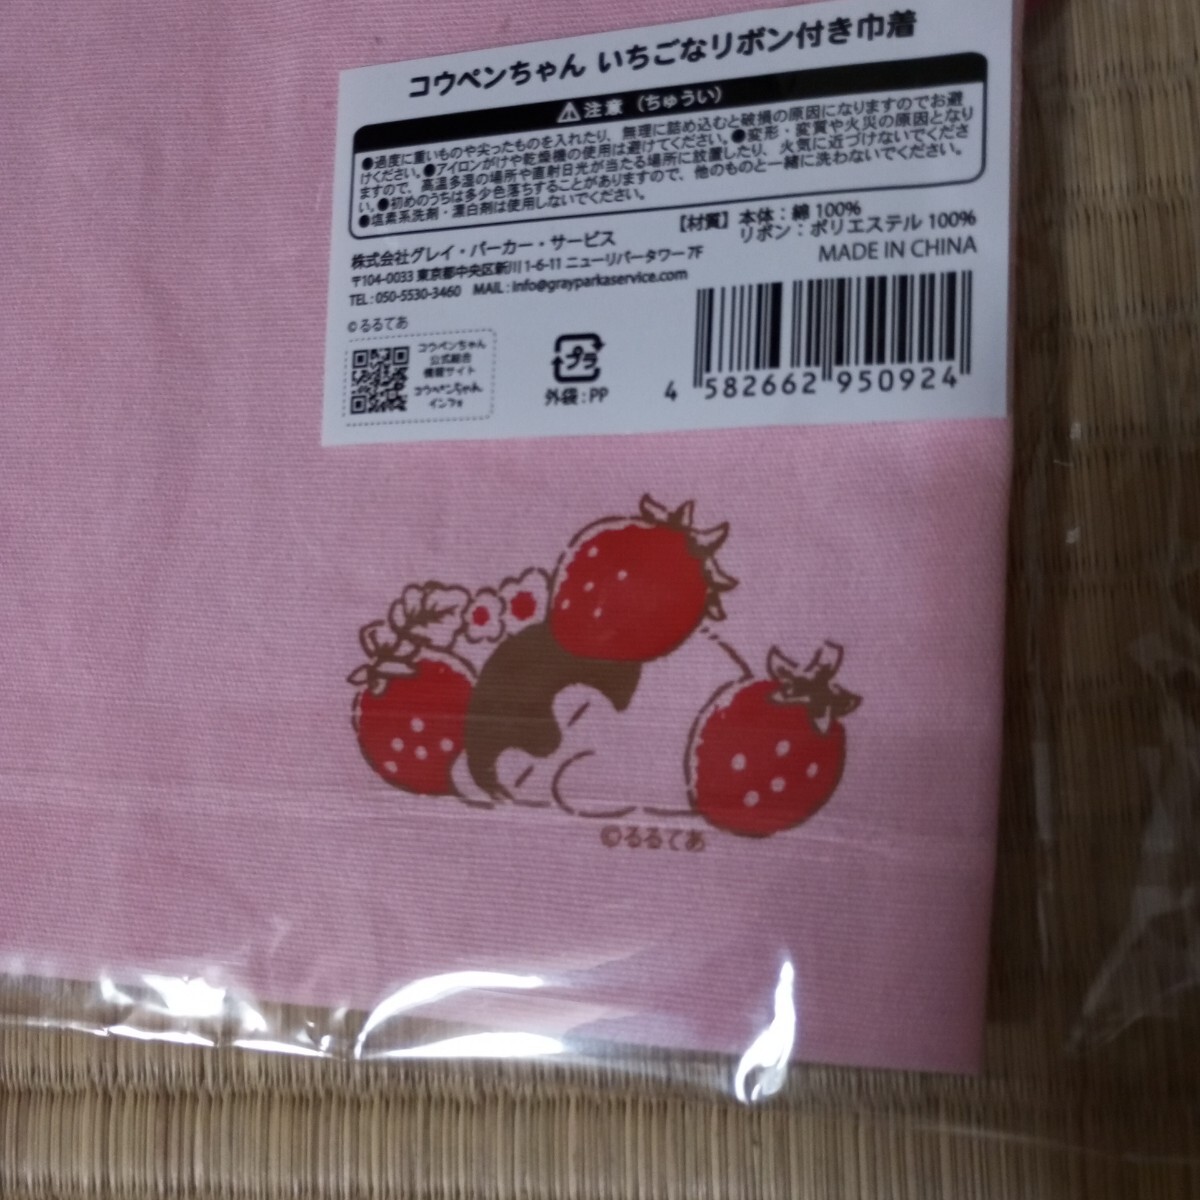 コウペンちゃん いちごなリボン付き巾着
⚠注意（ちゅうい）
●過度に重いものや尖ったものを入れたり、無理に詰め込むと破損の原因になりますのでお避
けください。●アイロンがけや乾燥機の使用は避けてください。●変形・変質や火災の原因となり
ますので、高温多湿の場所や直射日光が当たる場所に放置したり、火気に近づけないでくださ
い。●初めのうちは多少色落ちすることがありますので、他のものと一緒に洗わないでください。
●塩素系洗剤・漂白剤は使用しないでください。
【材質】本体：綿 100%
リボン：ポリエステル 100%
MADE IN CHINA
株式会社グレイ・パーカー・サービス
〒104-0033 東京都中央区新川 1-6-11 ニューリバータワー 7F
TEL : 050-5530-3460 MAIL : info@grayparkaservice.com
©るるてあ
コウペンちゃん
公式総合
情報サイト
コウペンちゃん
インフォ
プラ
外袋 : PP
4 582662 950924
©るるてあ